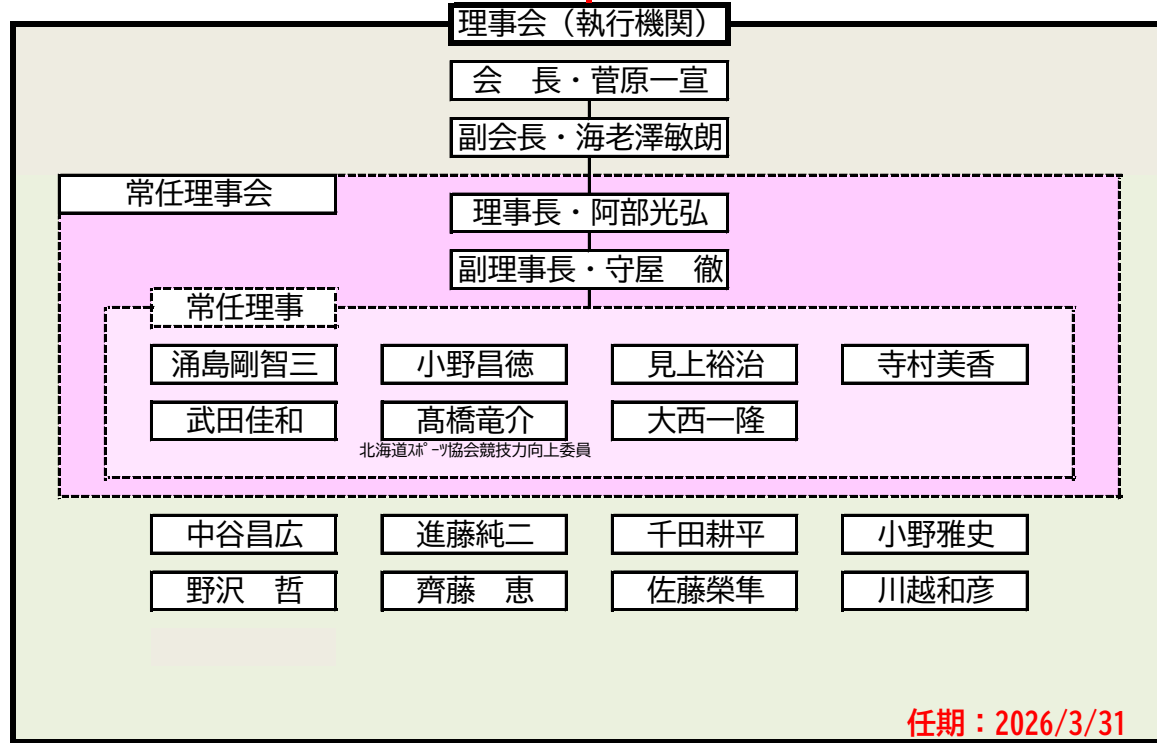 理事会（執行機関）
会　長・菅原一宣
副会長・海老澤敏朗
常任理事会
理事長・阿部光弘
副理事長・守屋　徹
常任理事
涌島剛智三 小野昌徳 見上裕治 寺村美香
武田佳和 髙橋竜介 大西一隆
北海道ｽﾎﾟｰﾂ協会競技力向上委員
中谷昌広 進藤純二 千田耕平 小野雅史
野沢　哲 齊藤　恵 佐藤榮隼 川越和彦
任期：2026/3/31